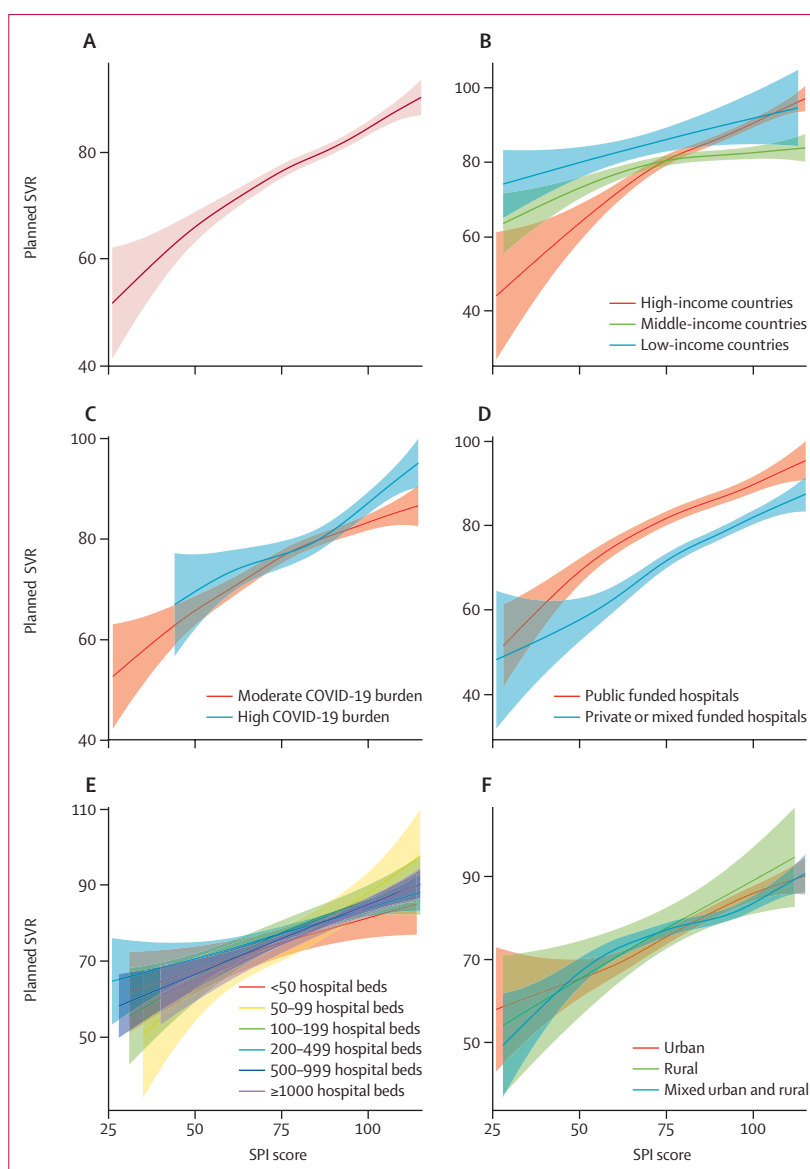 A
80
60
40
Planned SVR
B
100
80
60
40
High-income countries
Middle-income countries
Low-income countries
C
100
80
60
40
Planned SVR
Moderate COVID-19 burden
High COVID-19 burden
D
100
80
60
40
Public funded hospitals
Private or mixed funded hospitals
E
110
90
70
50
Planned SVR
<50 hospital beds
50–99 hospital beds
100–199 hospital beds
200–499 hospital beds
500–999 hospital beds
≥1000 hospital beds
25 50 75 100
SPI score
F
90
70
50
Urban
Rural
Mixed urban and rural
25 50 75 100
SPI score